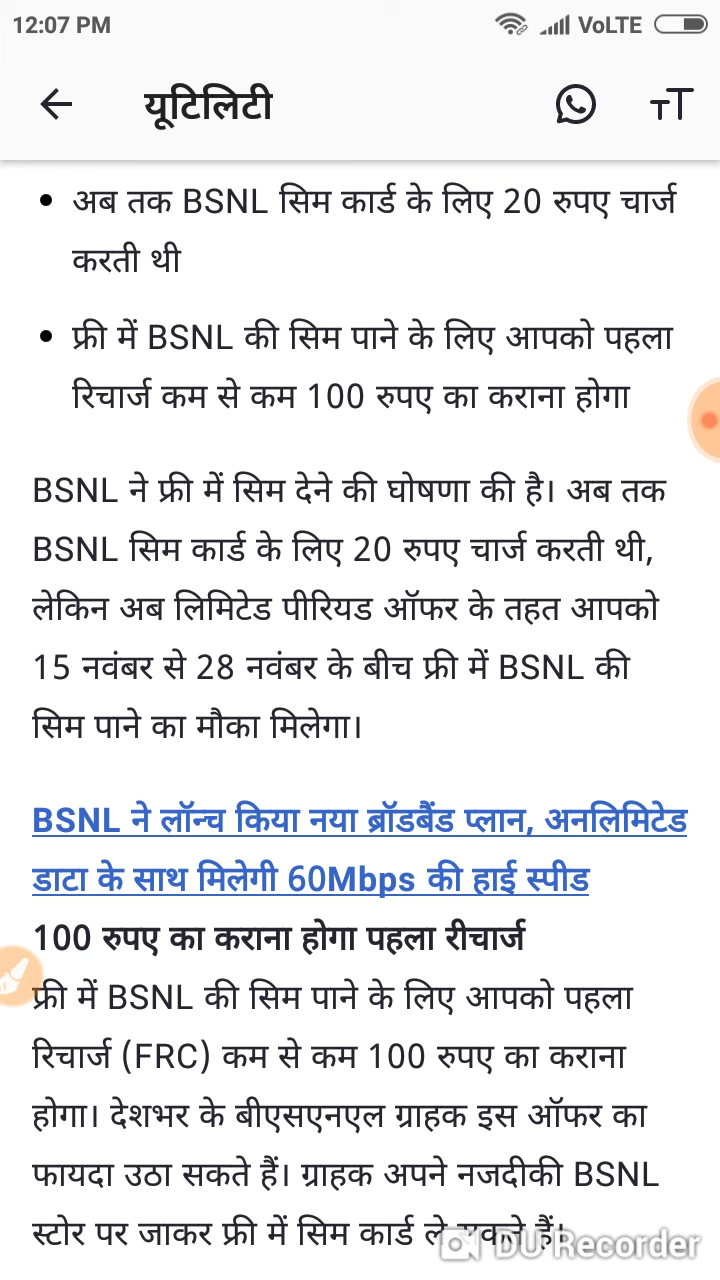 12:07 PM
VoLTE
यूटिलिटी
TT
• अब तक BSNL सिम कार्ड के लिए 20 रुपए चार्ज
करती थी
• फ्री में BSNL की सिम पाने के लिए आपको पहला
रिचार्ज कम से कम 100 रुपए का कराना होगा
BSNL ने फ्री में सिम देने की घोषणा की है। अब तक
BSNL सिम कार्ड के लिए 20 रुपए चार्ज करती थी,
लेकिन अब लिमिटेड पीरियड ऑफर के तहत आपको
15 नवंबर से 28 नवंबर के बीच फ्री में BSNL की
सिम पाने का मौका मिलेगा।
BSNL ने लॉन्च किया नया ब्रॉडबैंड प्लान, अनलिमिटेड
डाटा के साथ मिलेगी 60Mbps की हाई स्पीड
100 रुपए का कराना होगा पहला रीचार्ज
फ्री में BSNL की सिम पाने के लिए आपको पहला
रिचार्ज (FRC) कम से कम 100 रुपए का कराना
होगा। देशभर के बीएसएनएल ग्राहक इस ऑफर का
फायदा उठा सकते हैं। ग्राहक अपने नजदीकी BSNL
स्टोर पर जाकर फ्री में सिम कार्ड ले सकते हैं।
DU Recorder